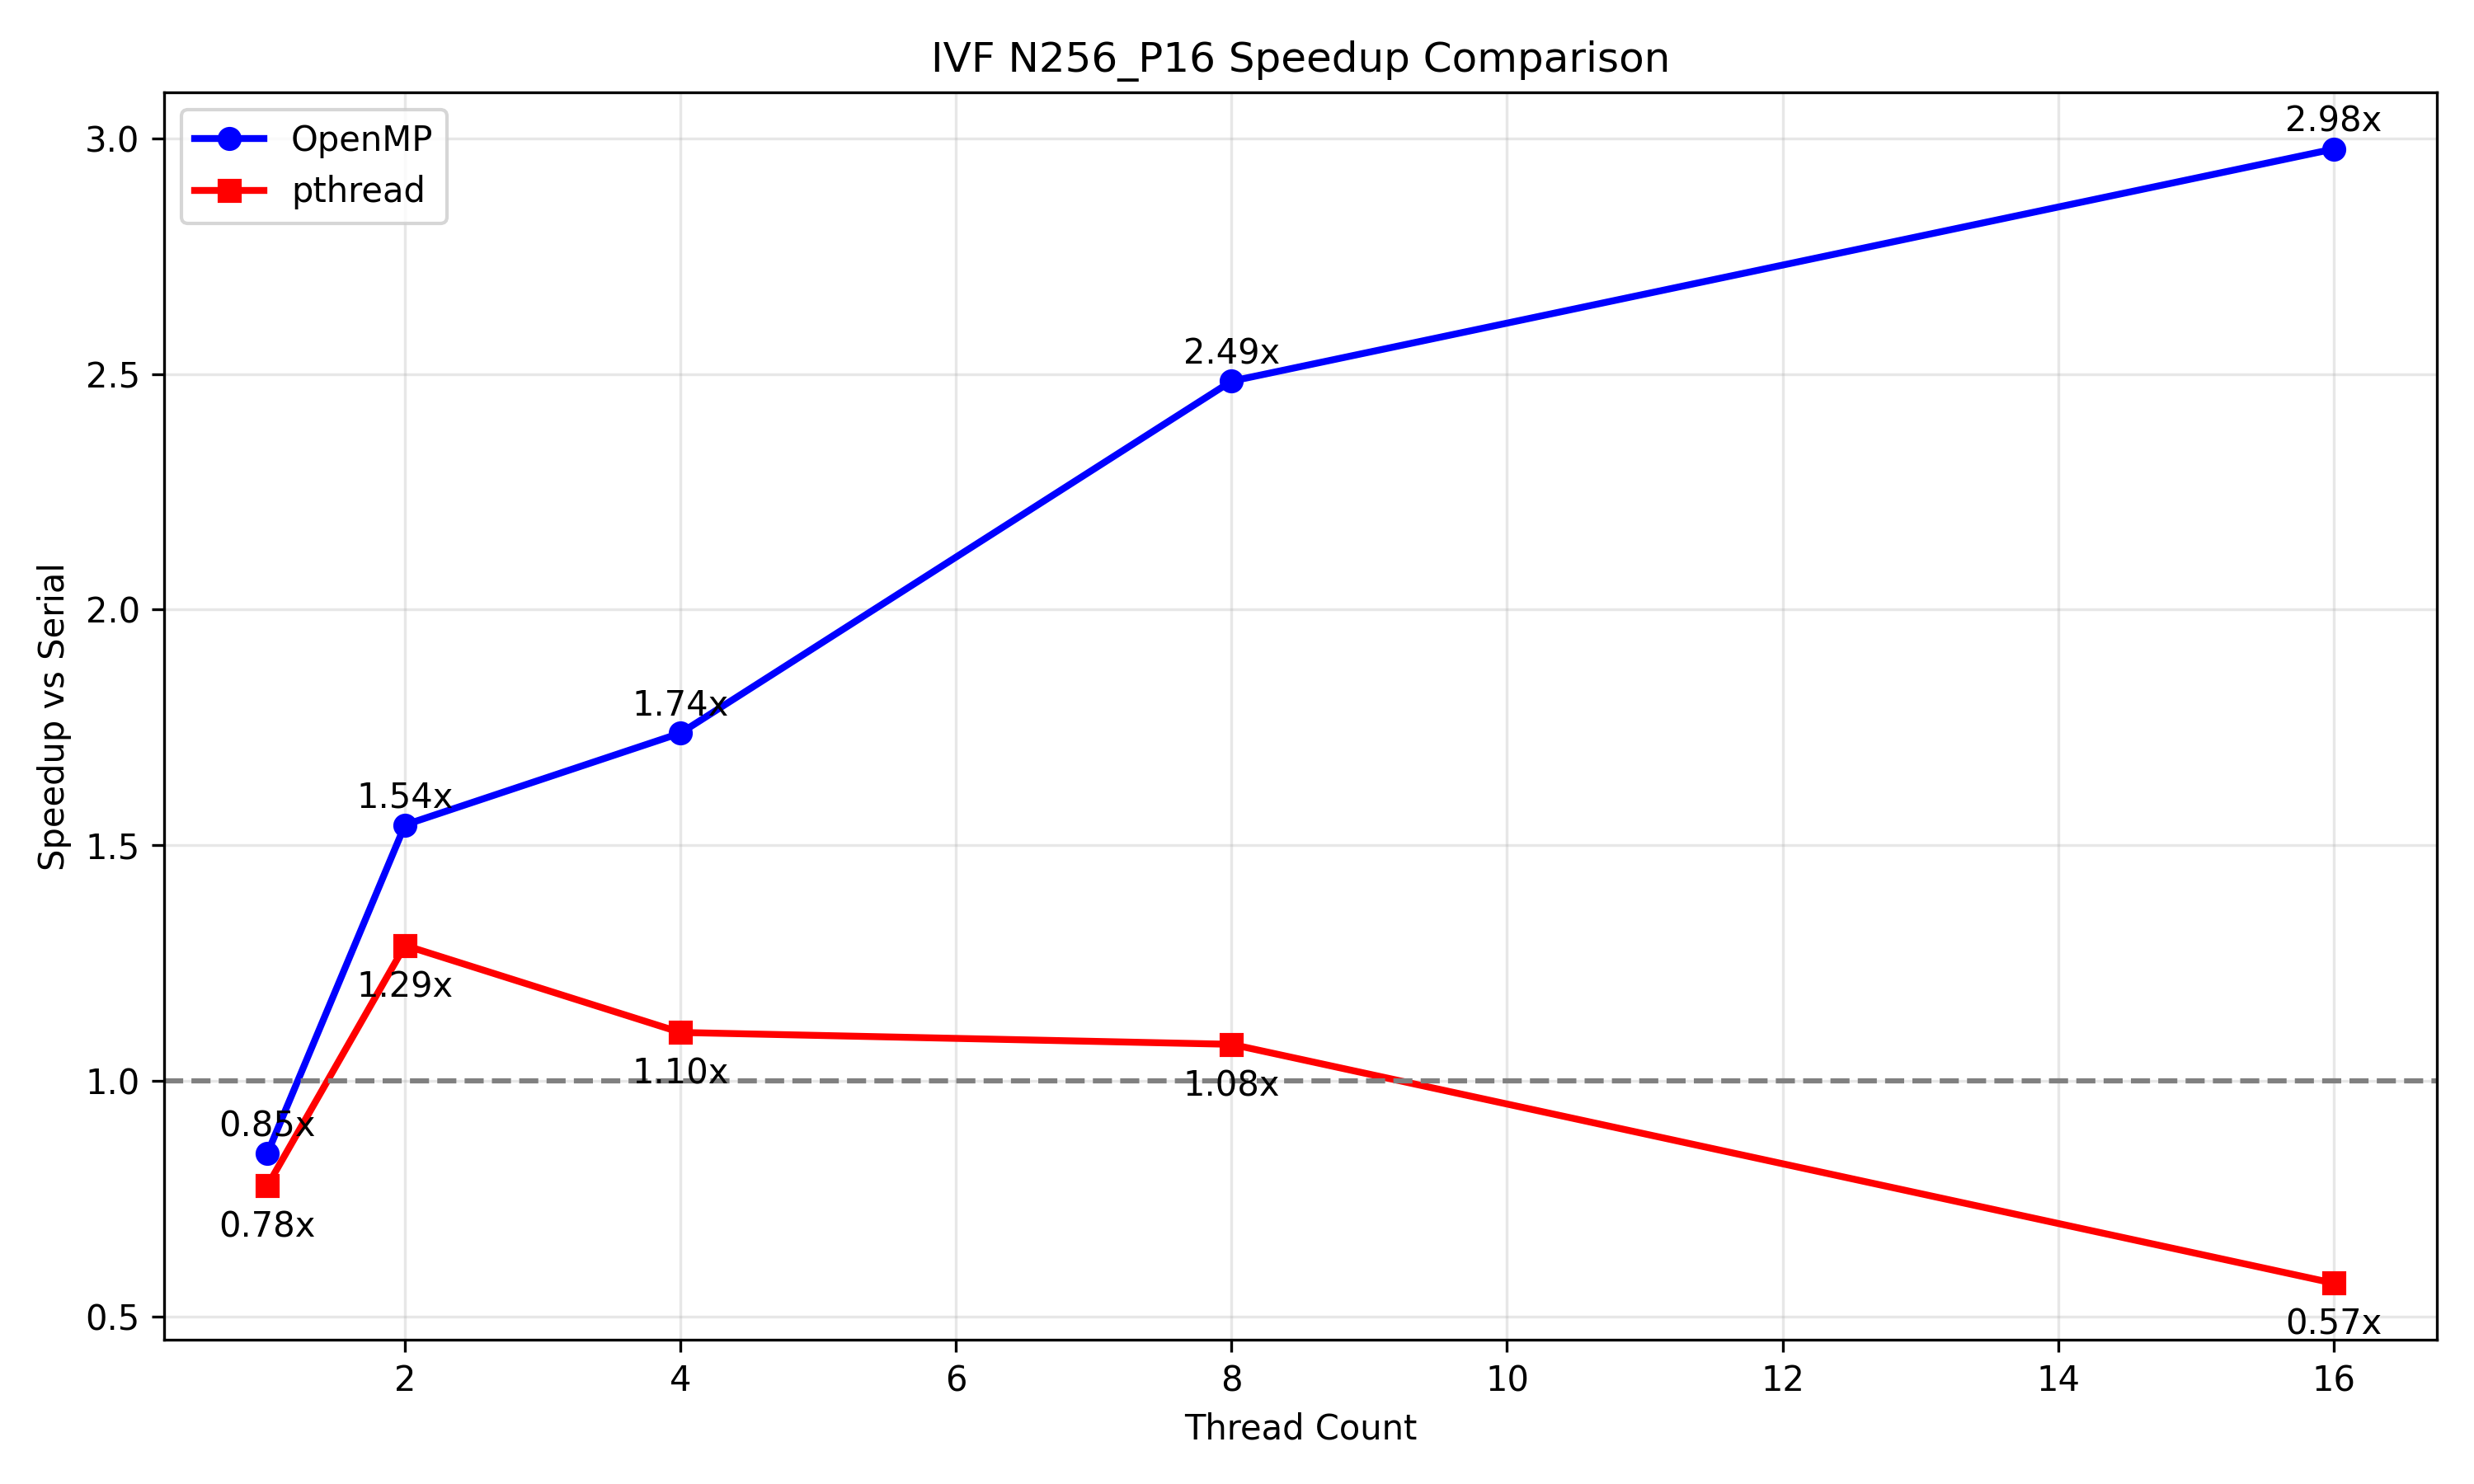 IVF N256_P16 Speedup Comparison
OpenMP
pthread
Speedup vs Serial
3.0
2.5
2.0
1.5
1.0
0.5
2.98x
2.49x
1.74x
1.54x
1.29x
1.10x
1.08x
0.85x
0.78x
0.57x
2 4 6 8 10 12 14 16
Thread Count